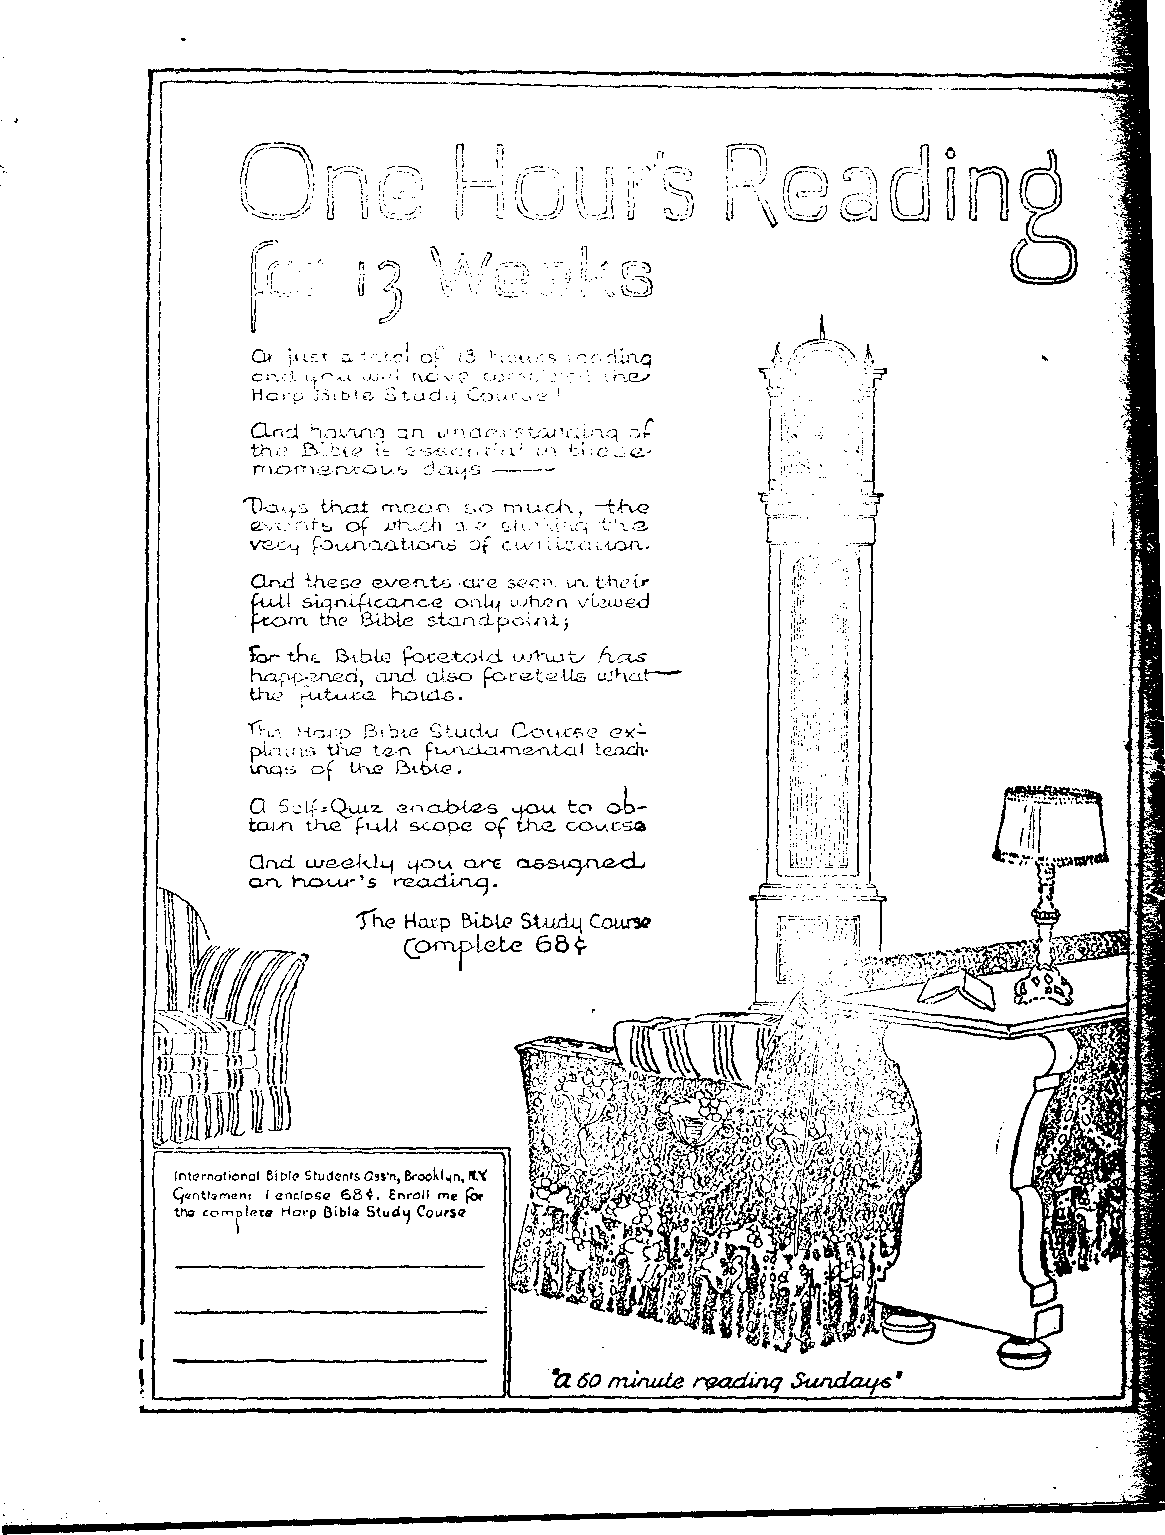 One Hour's Reading
for 13 Weeks
Or just a total of 13 hours reading
and you will have completed the
Harp Bible Study Course!
And having an understanding of
the Bible is essential in these
momentous days ——
Days that mean so much, — the
events of which are shaking the
very foundations of civilization.
And these events are seen in their
full significance only when viewed
from the Bible standpoint;
For the Bible foretold what has
happened, and also foretells what
the future holds.
The Harp Bible Study Course ex-
plains the ten fundamental teach-
ings of the Bible.
A Self-Quiz enables you to ob-
tain the full scope of the course
And weekly you are assigned
an hour's reading.
The Harp Bible Study Course
Complete 68¢
International Bible Students Ass'n, Brooklyn, N.Y.
Gentlemen: I enclose 68¢. Enroll me for
the complete Harp Bible Study Course
"A 60 minute reading Sundays"